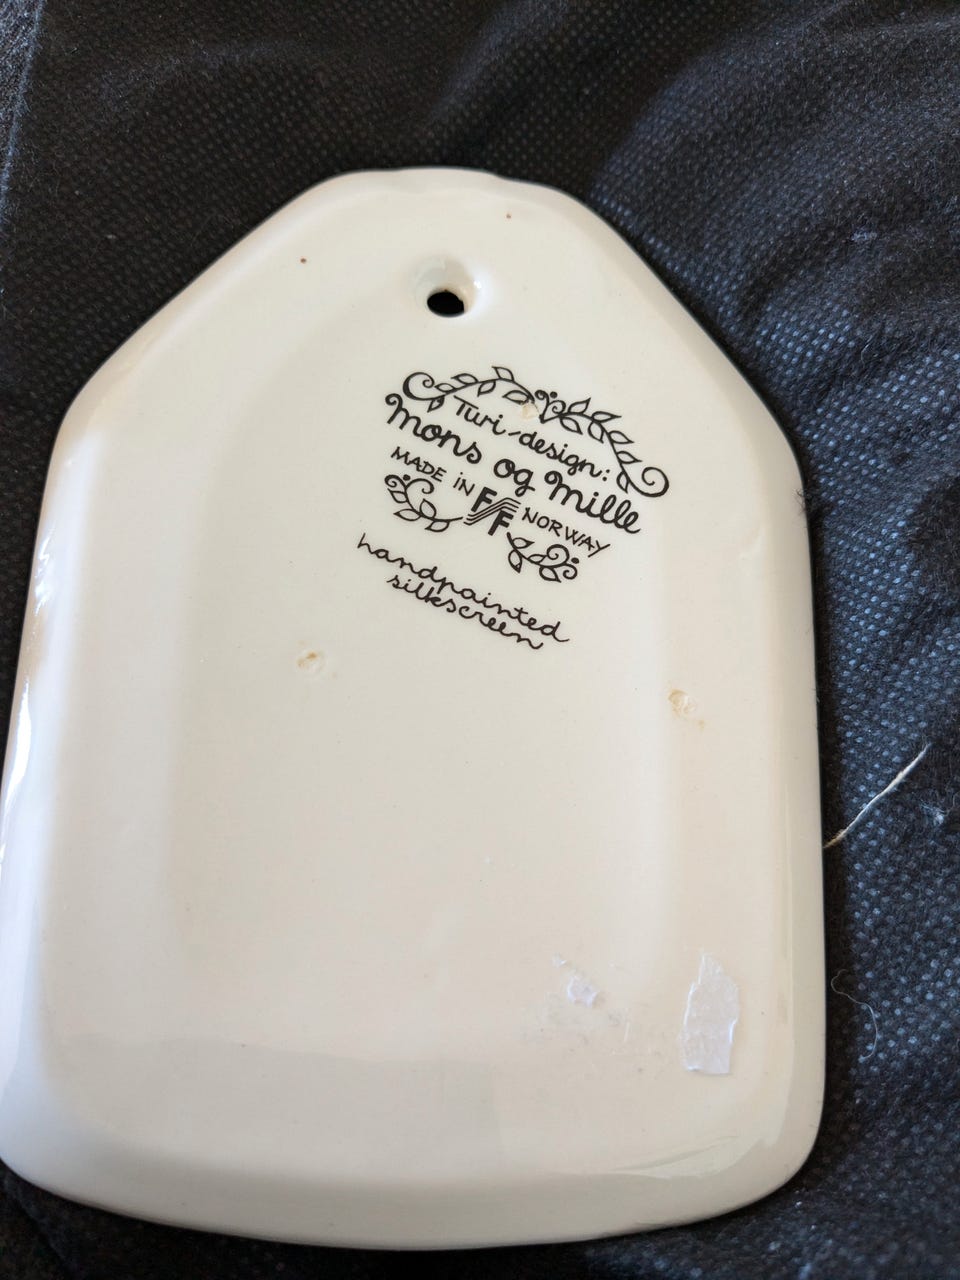 Turi-design:
Mons og Mille
MADE IN F/F NORWAY
handpainted
silkscreen